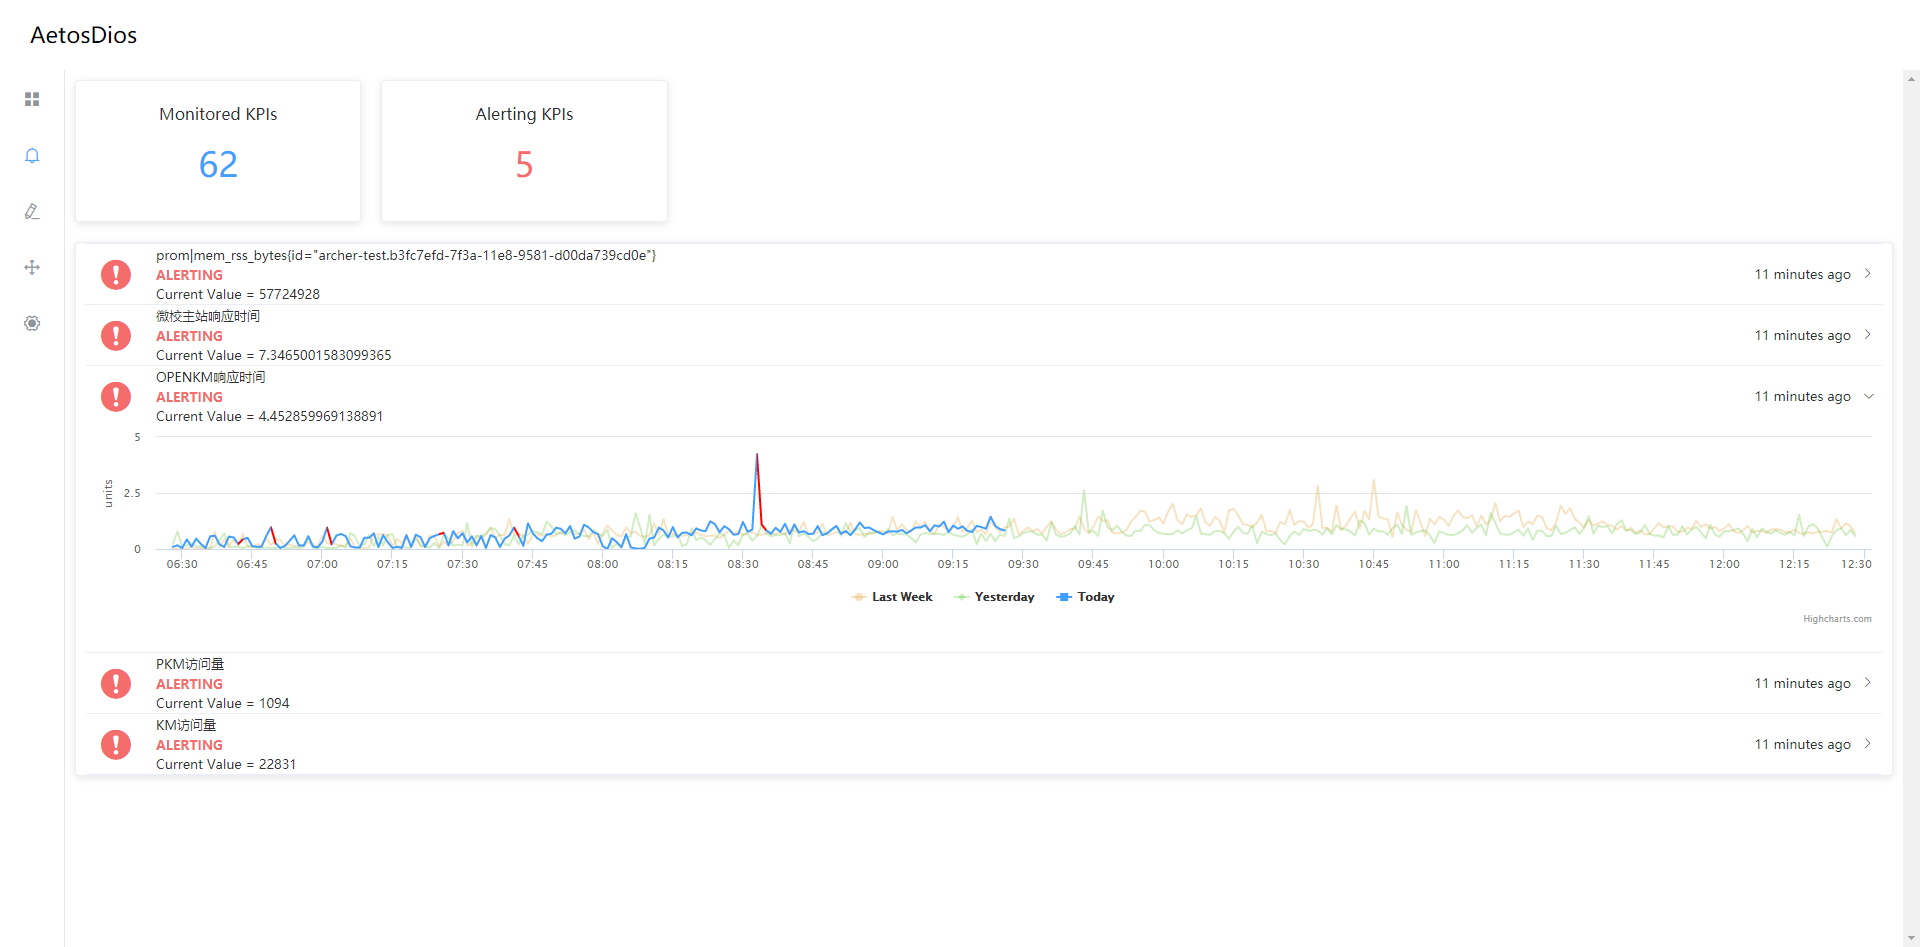 AetosDios
Monitored KPIs
62
Alerting KPIs
5
prom|mem_rss_bytes{id="archer-test.b3fc7efd-7f3a-11e8-9581-d00da739cd0e"}
ALERTING
Current Value = 57724928
11 minutes ago
微校主站响应时间
ALERTING
Current Value = 7.3465001583099365
11 minutes ago
OPENKM响应时间
ALERTING
Current Value = 4.452859969138891
11 minutes ago
5
2.5
0
units
06:30 06:45 07:00 07:15 07:30 07:45 08:00 08:15 08:30 08:45 09:00 09:15 09:30 09:45 10:00 10:15 10:30 10:45 11:00 11:15 11:30 11:45 12:00 12:15 12:30
Last Week Yesterday Today
Highcharts.com
PKM访问量
ALERTING
Current Value = 1094
11 minutes ago
KM访问量
ALERTING
Current Value = 22831
11 minutes ago